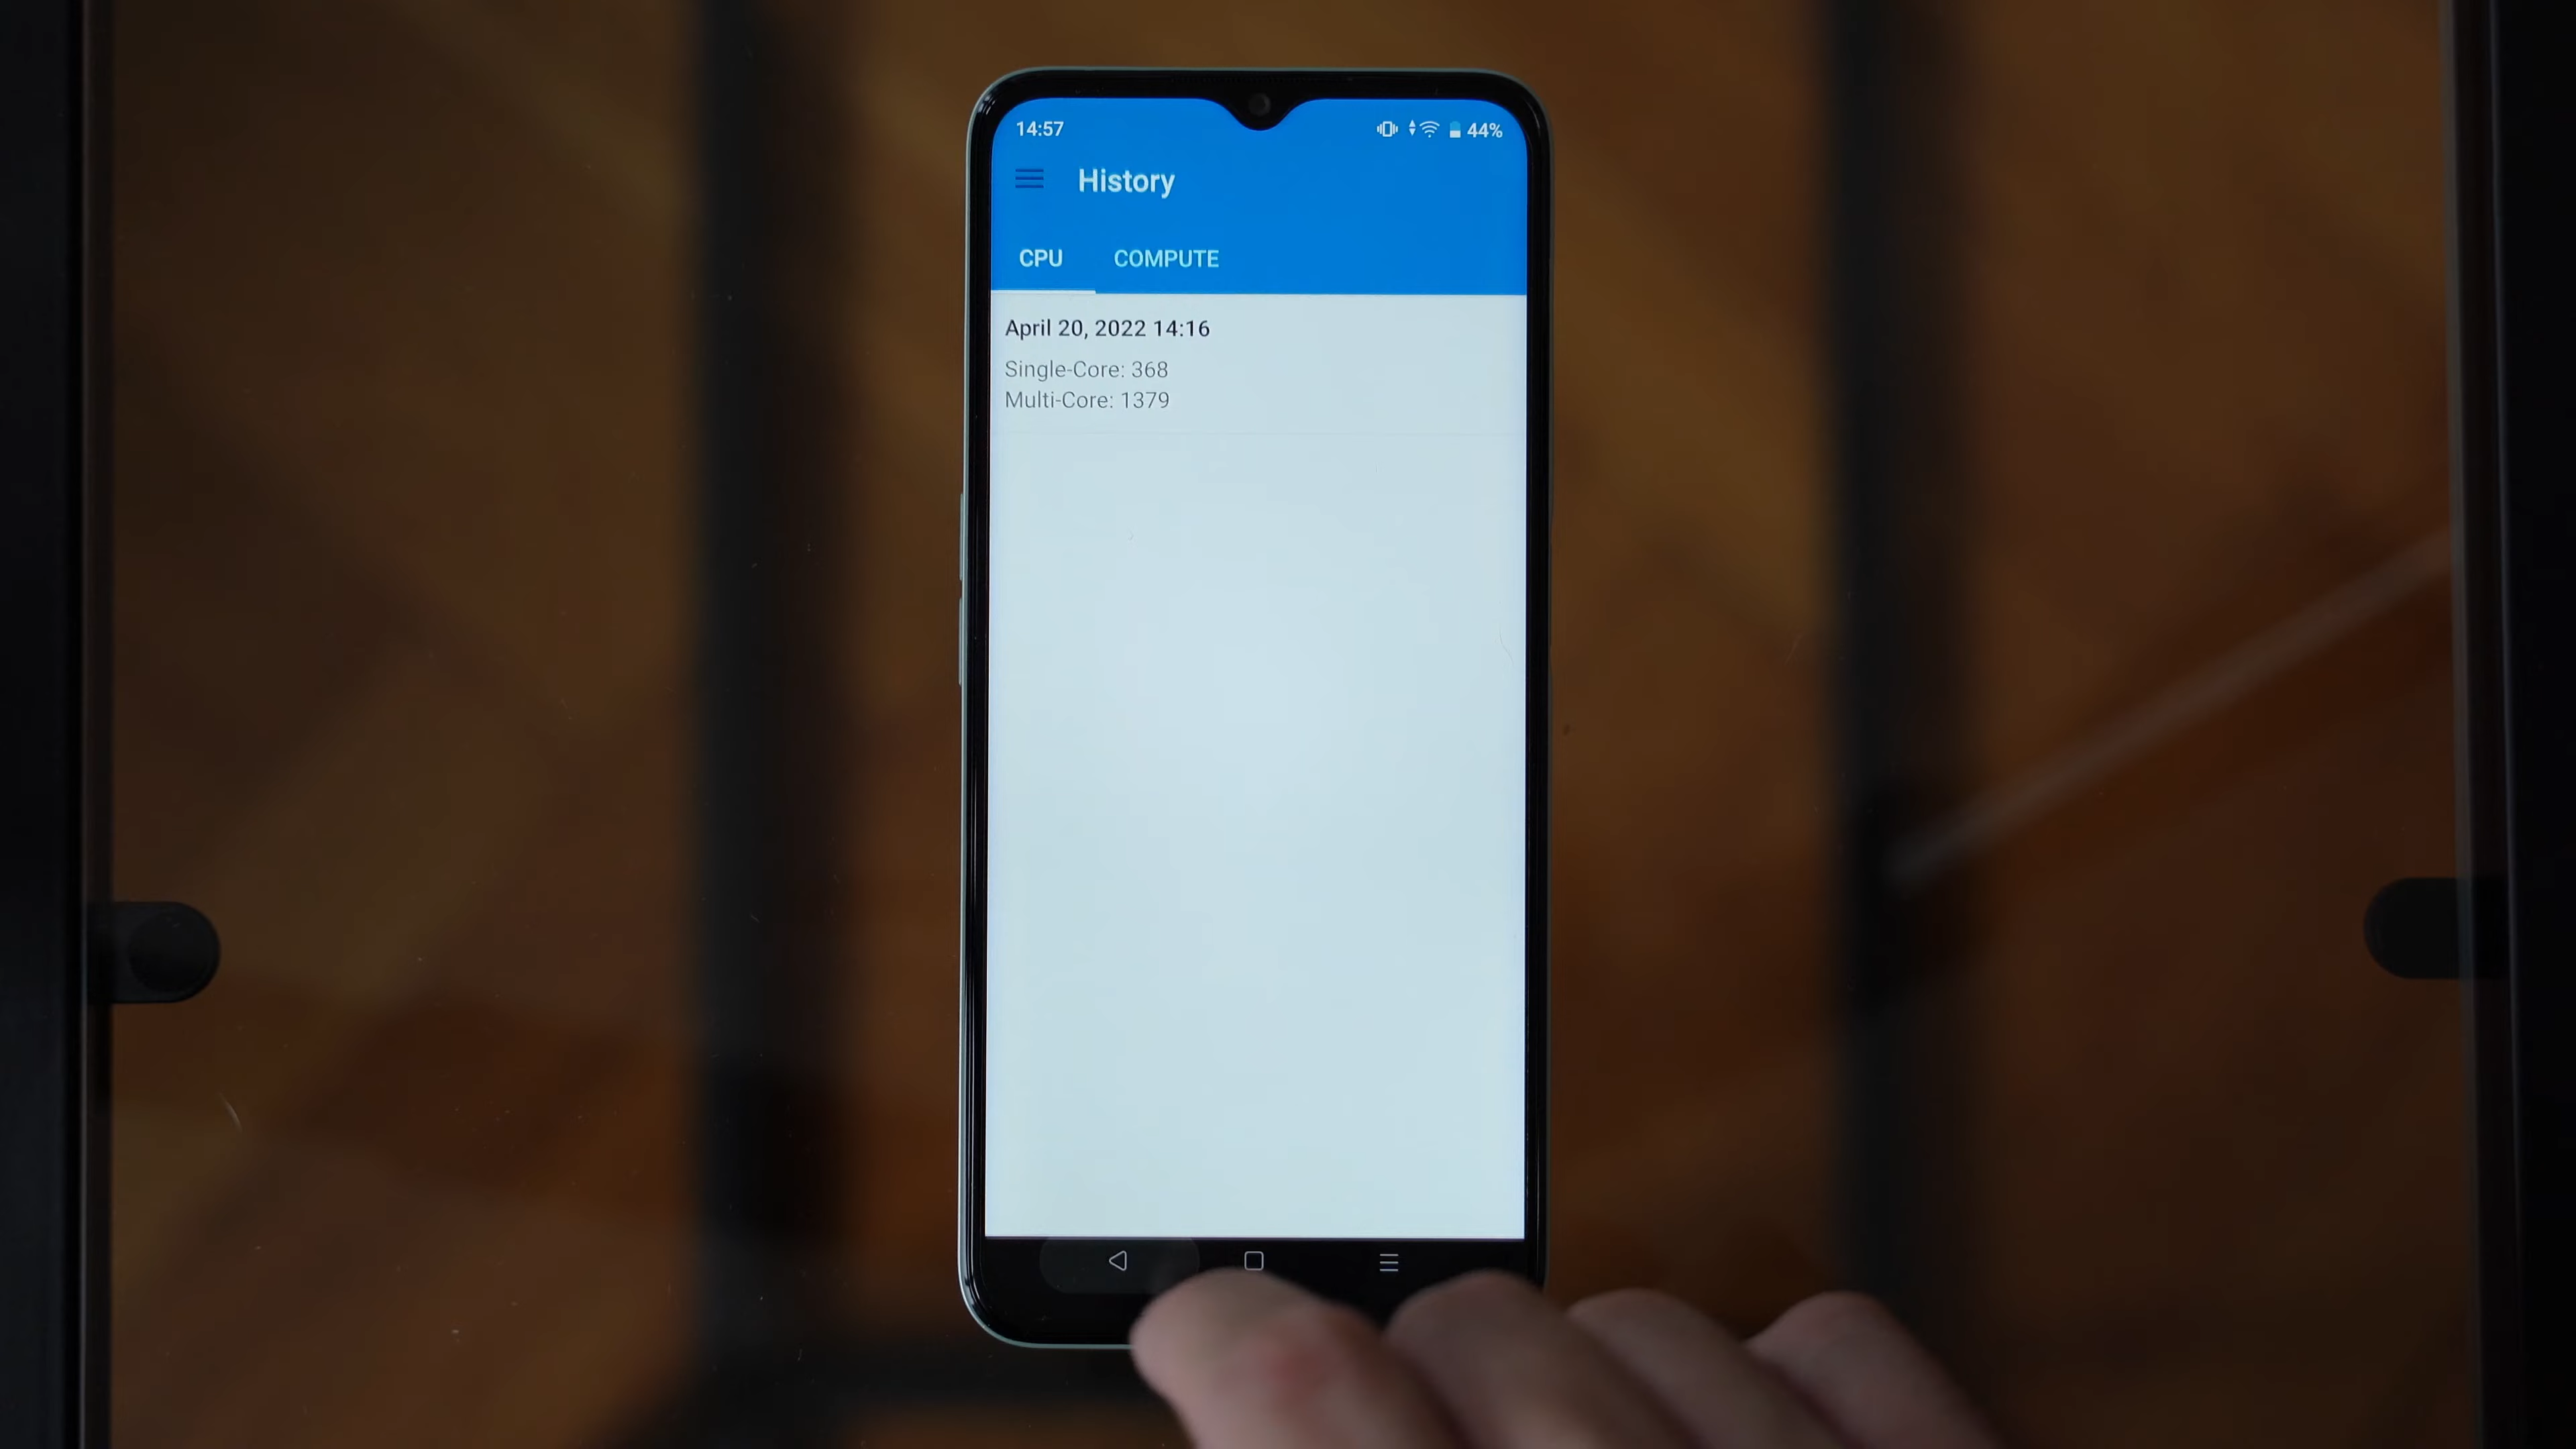 14:57 44%
History
CPU COMPUTE
April 20, 2022 14:16
Single-Core: 368
Multi-Core: 1379